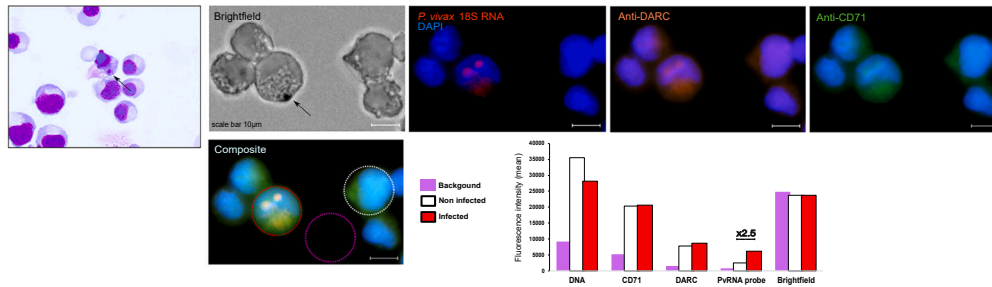 Brightfield
scale bar 10µm
P. vivax 18S RNA
DAPI
Anti-DARC
Anti-CD71
Composite
Backgound
Non infected
Infected
Fluorescence intensity (mean)
40000
35000
30000
25000
20000
15000
10000
5000
0
x2.5
DNA CD71 DARC PvRNA probe Brightfield